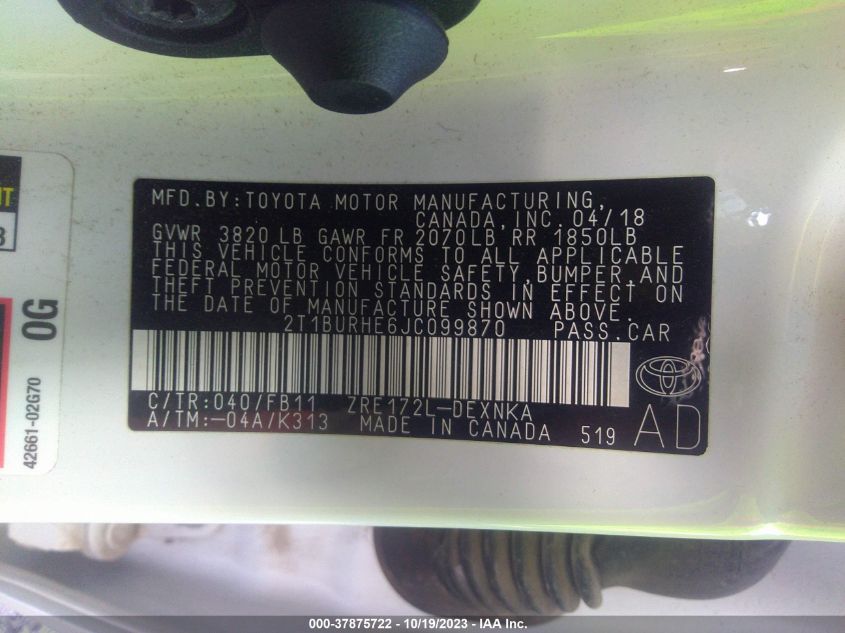 MFD.BY:TOYOTA MOTOR MANUFACTURING,
CANADA,INC. 04/18
GVWR 3820 LB GAWR FR 2070LB RR 1850LB
THIS VEHICLE CONFORMS TO ALL APPLICABLE
FEDERAL MOTOR VEHICLE SAFETY,BUMPER,AND
THEFT PREVENTION STANDARDS IN EFFECT ON
THE DATE OF MANUFACTURE SHOWN ABOVE.
2T1BURHE6JC099870 PASS.CAR
C/TR:040/FB11 ZRE172L-DEXNKA
A/TM:-04A/K313 MADE IN CANADA 519 AD
0G
42661-02G70
000-37875722 - 10/19/2023 - IAA Inc.